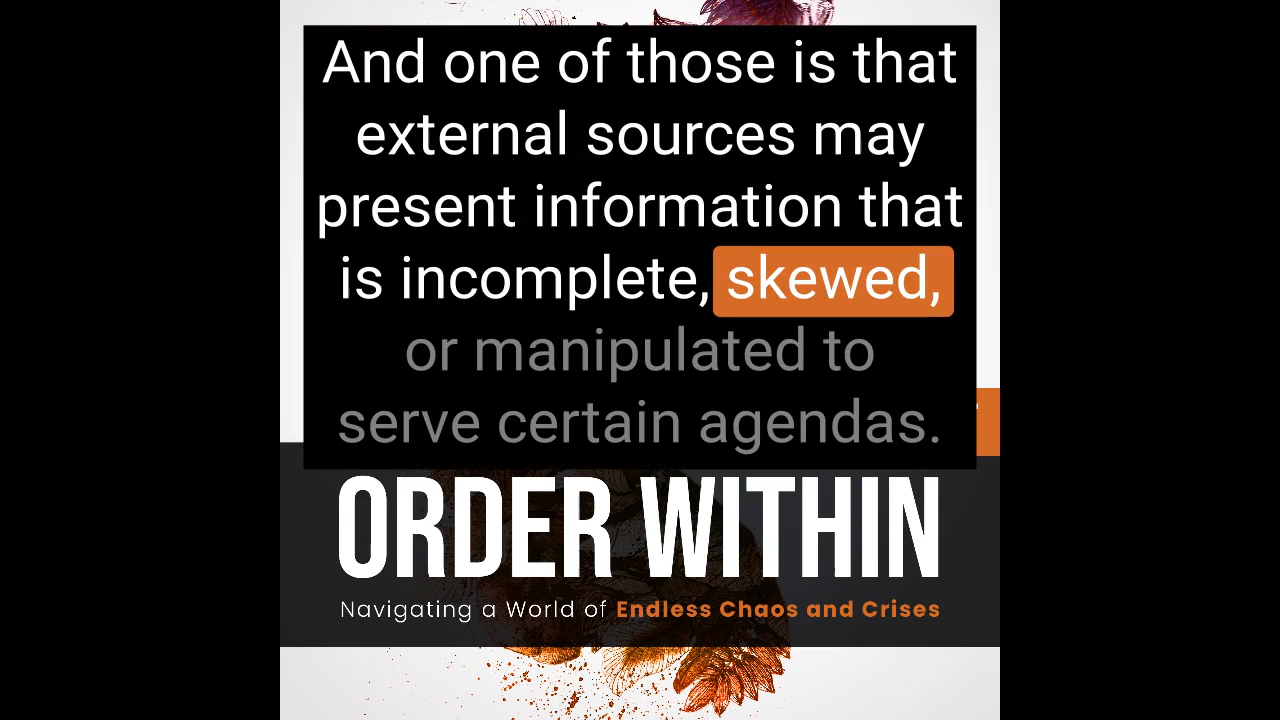 And one of those is that
external sources may
present information that
is incomplete, skewed,
or manipulated to
serve certain agendas.
ORDER WITHIN
Navigating a World of Endless Chaos and Crises